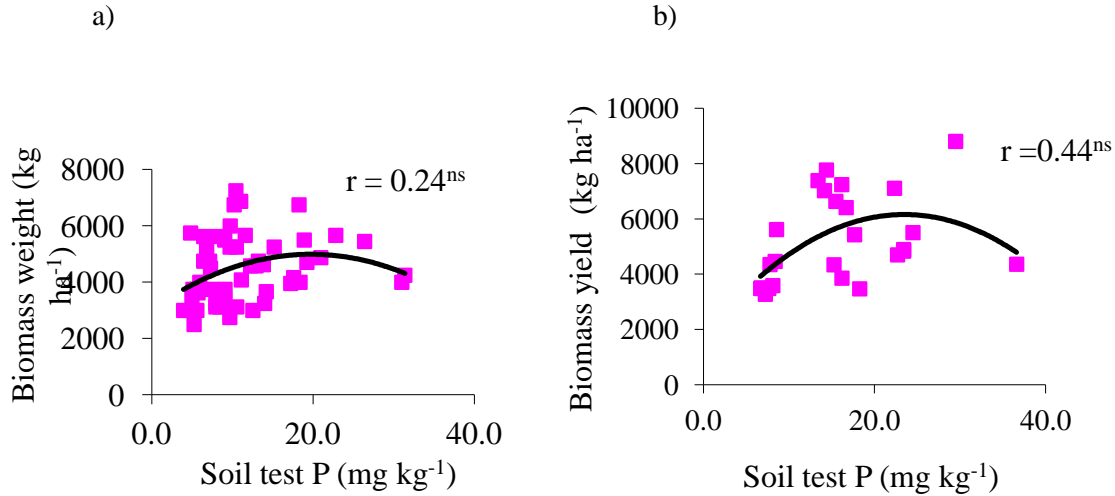 a)
b)
Biomass weight (kg
ha⁻¹)
8000
6000
4000
2000
0
r = 0.24ⁿˢ
0.0
20.0
40.0
Soil test P (mg kg⁻¹)
Biomass yield (kg ha⁻¹)
10000
8000
6000
4000
2000
0
r =0.44ⁿˢ
0.0
20.0
40.0
Soil test P (mg kg⁻¹)